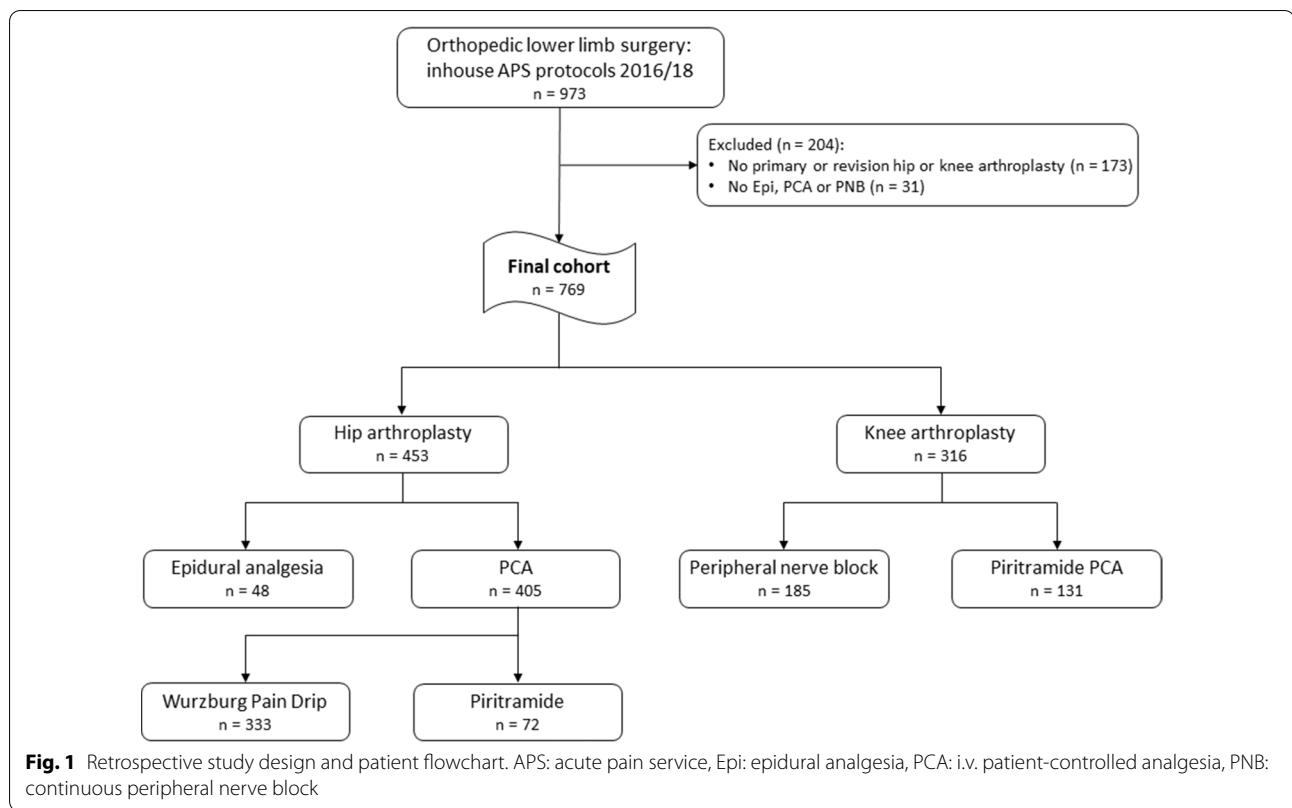 Orthopedic lower limb surgery:
inhouse APS protocols 2016/18
n = 973
Excluded (n = 204):
• No primary or revision hip or knee arthroplasty (n = 173)
• No Epi, PCA or PNB (n = 31)
Final cohort
n = 769
Hip arthroplasty
n = 453
Knee arthroplasty
n = 316
Epidural analgesia
n = 48
PCA
n = 405
Peripheral nerve block
n = 185
Piritramide PCA
n = 131
Wurzburg Pain Drip
n = 333
Piritramide
n = 72
Fig. 1 Retrospective study design and patient flowchart. APS: acute pain service, Epi: epidural analgesia, PCA: i.v. patient-controlled analgesia, PNB:
continuous peripheral nerve block